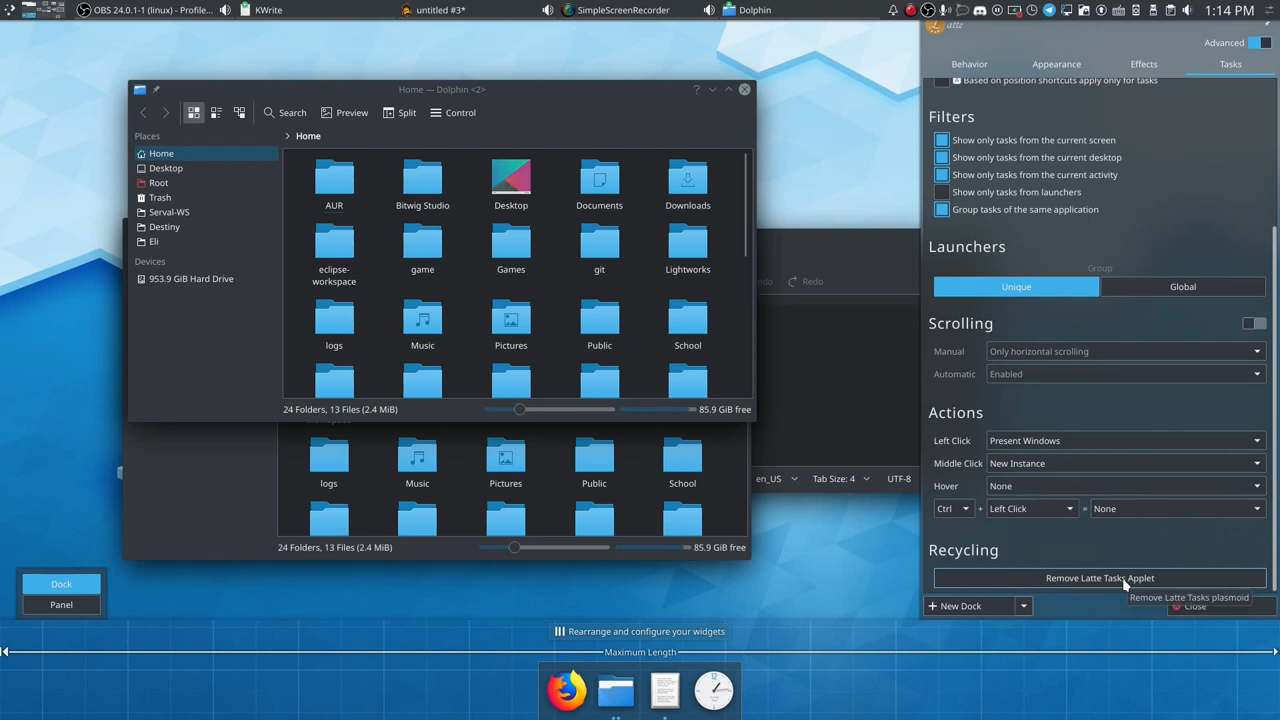 OBS 24.0.1-1 (linux) - Profile...
KWrite
untitled #3*
SimpleScreenRecorder
Dolphin
1:14 PM
Home — Dolphin <2>
Search
Preview
Split
Control
Places
Home
Home
Desktop
Root
Trash
Serval-WS
Destiny
Eli
Devices
953.9 GiB Hard Drive
AUR
Bitwig Studio
Desktop
Documents
Downloads
eclipse-
workspace
game
Games
git
Lightworks
logs
Music
Pictures
Public
School
24 Folders, 13 Files (2.4 MiB)
85.9 GiB free
logs
Music
Pictures
Public
School
24 Folders, 13 Files (2.4 MiB)
85.9 GiB free
Redo
en_US
Tab Size: 4
UTF-8
atte
Advanced
Behavior
Appearance
Effects
Tasks
Based on position shortcuts apply only for tasks
Filters
Show only tasks from the current screen
Show only tasks from the current desktop
Show only tasks from the current activity
Show only tasks from launchers
Group tasks of the same application
Launchers
Group
Unique
Global
Scrolling
Manual
Only horizontal scrolling
Automatic
Enabled
Actions
Left Click
Present Windows
Middle Click
New Instance
Hover
None
Ctrl + Left Click = None
Recycling
Remove Latte Tasks Applet
Remove Latte Tasks plasmoid
New Dock
Close
Dock
Panel
Rearrange and configure your widgets
Maximum Length
12